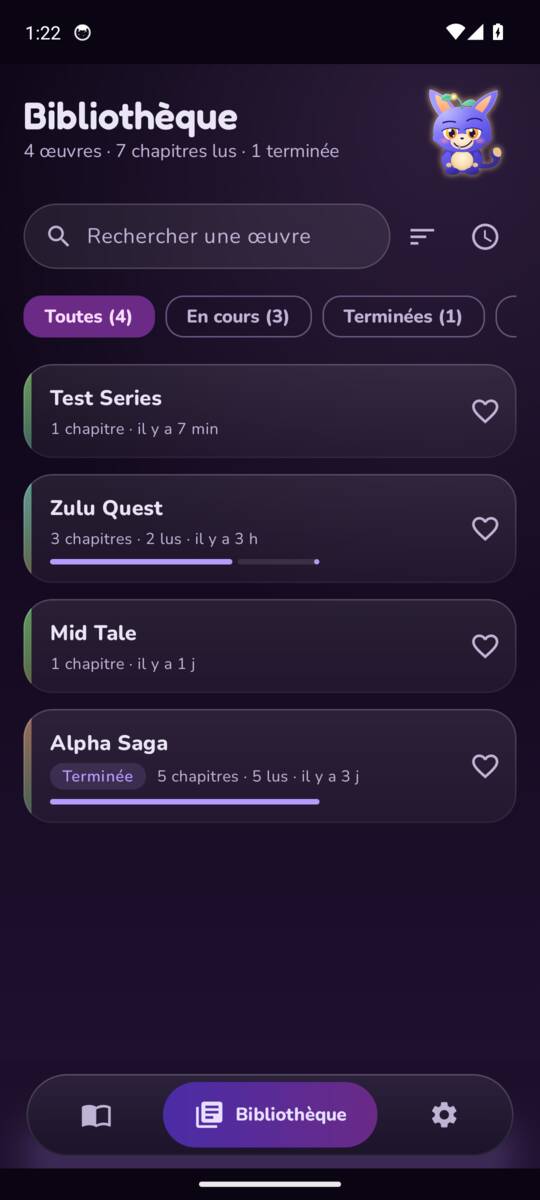 1:22
Bibliothèque
4 œuvres · 7 chapitres lus · 1 terminée
Rechercher une œuvre
Toutes (4)
En cours (3)
Terminées (1)
Test Series
1 chapitre · il y a 7 min
Zulu Quest
3 chapitres · 2 lus · il y a 3 h
Mid Tale
1 chapitre · il y a 1 j
Alpha Saga
Terminée 5 chapitres · 5 lus · il y a 3 j
Bibliothèque